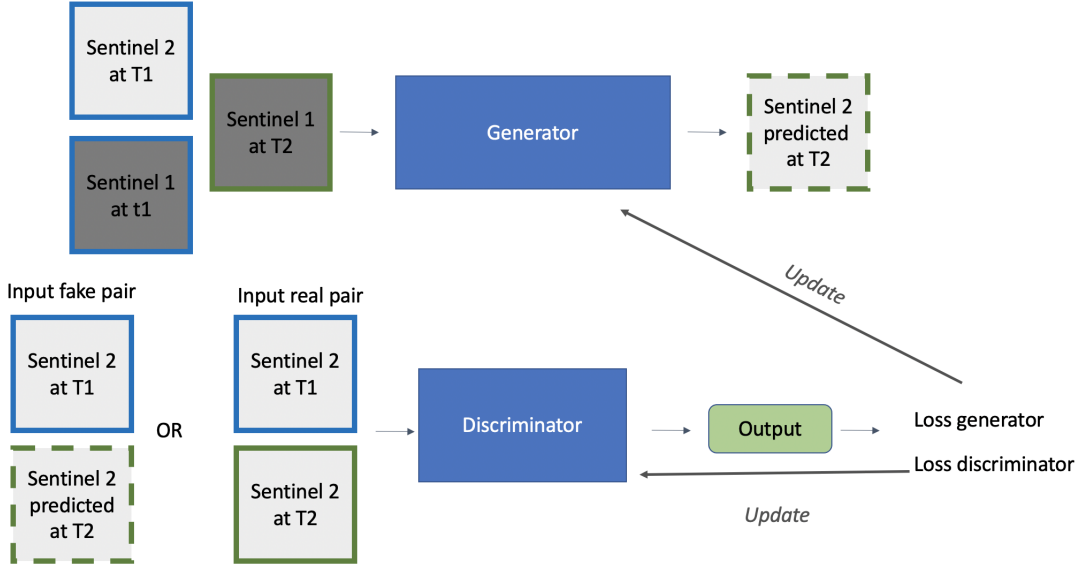 Sentinel 2
at T1
Sentinel 1
at T2
Generator
Sentinel 2
predicted
at T2
Sentinel 1
at t1
Update
Input fake pair
Input real pair
Sentinel 2
at T1
Sentinel 2
at T1
OR
Discriminator
Output
Loss generator
Loss discriminator
Sentinel 2
predicted
at T2
Sentinel 2
at T2
Update